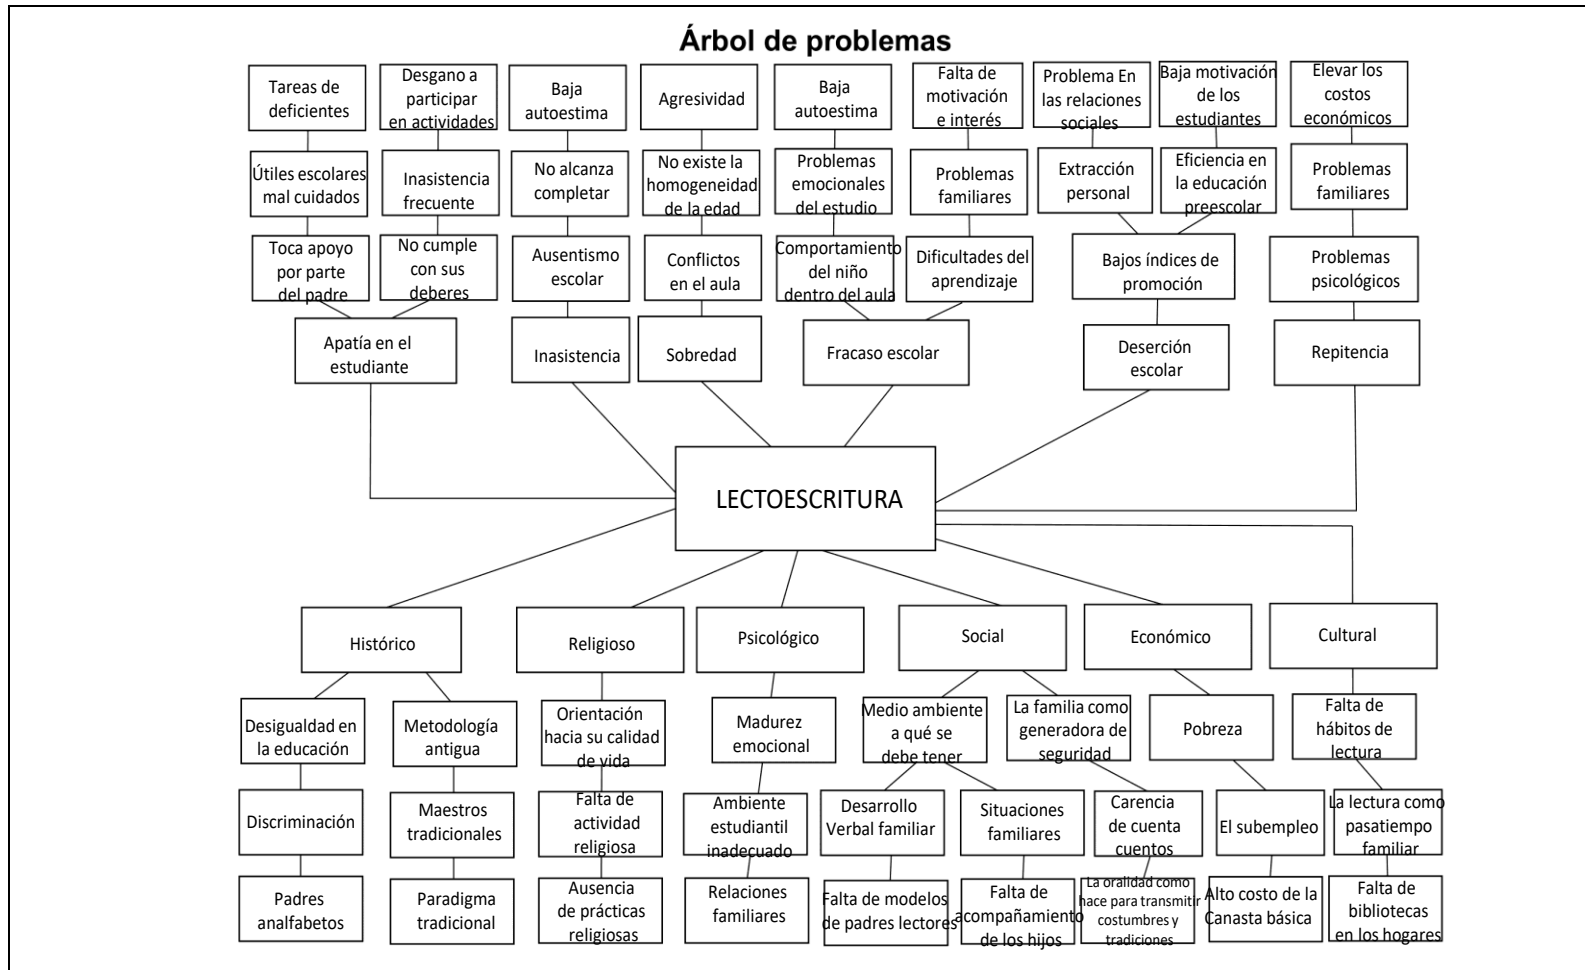 Árbol de problemas
Tareas de
deficientes
Desgano a
participar
en actividades
Baja
autoestima
Agresividad
Baja
autoestima
Falta de
motivación
e interés
Problema En
las relaciones
sociales
Baja motivación
de los
estudiantes
Elevar los
costos
económicos
Útiles escolares
mal cuidados
Inasistencia
frecuente
No alcanza
completar
No existe la
homogeneidad
de la edad
Problemas
emocionales
del estudio
Problemas
familiares
Extracción
personal
Eficiencia en
la educación
preescolar
Problemas
familiares
Toca apoyo
por parte
del padre
No cumple
con sus
deberes
Ausentismo
escolar
Conflictos
en el aula
Comportamiento
del niño
dentro del aula
Dificultades del
aprendizaje
Bajos índices de
promoción
Problemas
psicológicos
Apatía en el
estudiante
Inasistencia
Sobredad
Fracaso escolar
Deserción
escolar
Repitencia
LECTOESCRITURA
Histórico
Religioso
Psicológico
Social
Económico
Cultural
Desigualdad en
la educación
Metodología
antigua
Orientación
hacia su calidad
de vida
Madurez
emocional
Medio ambiente
a qué se
debe tener
La familia como
generadora de
seguridad
Pobreza
Falta de
hábitos de
lectura
Discriminación
Maestros
tradicionales
Falta de
actividad
religiosa
Ambiente
estudiantil
inadecuado
Desarrollo
Verbal familiar
Situaciones
familiares
Carencia
de cuenta
cuentos
El subempleo
La lectura como
pasatiempo
familiar
Padres
analfabetos
Paradigma
tradicional
Ausencia
de prácticas
religiosas
Relaciones
familiares
Falta de modelos
de padres lectores
Falta de
acompañamiento
de los hijos
La oralidad como
hace para transmitir
costumbres y
tradiciones
Alto costo de la
Canasta básica
Falta de
bibliotecas
en los hogares